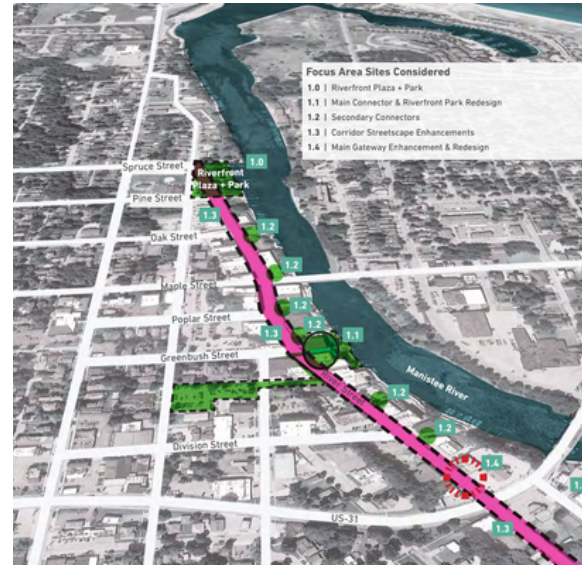 Focus Area Sites Considered
1.0 | Riverfront Plaza + Park
1.1 | Main Connector & Riverfront Park Redesign
1.2 | Secondary Connectors
1.3 | Corridor Streetscape Enhancements
1.4 | Main Gateway Enhancement & Redesign
Spruce Street
1.0
Riverfront
Plaza + Park
Pine Street
1.3
Oak Street
1.2
1.2
Maple Street
1.2
Poplar Street
1.3
1.2
1.1
Greenbush Street
River Street
Manistee River
1.2
Division Street
1.2
1.4
US-31
1.3